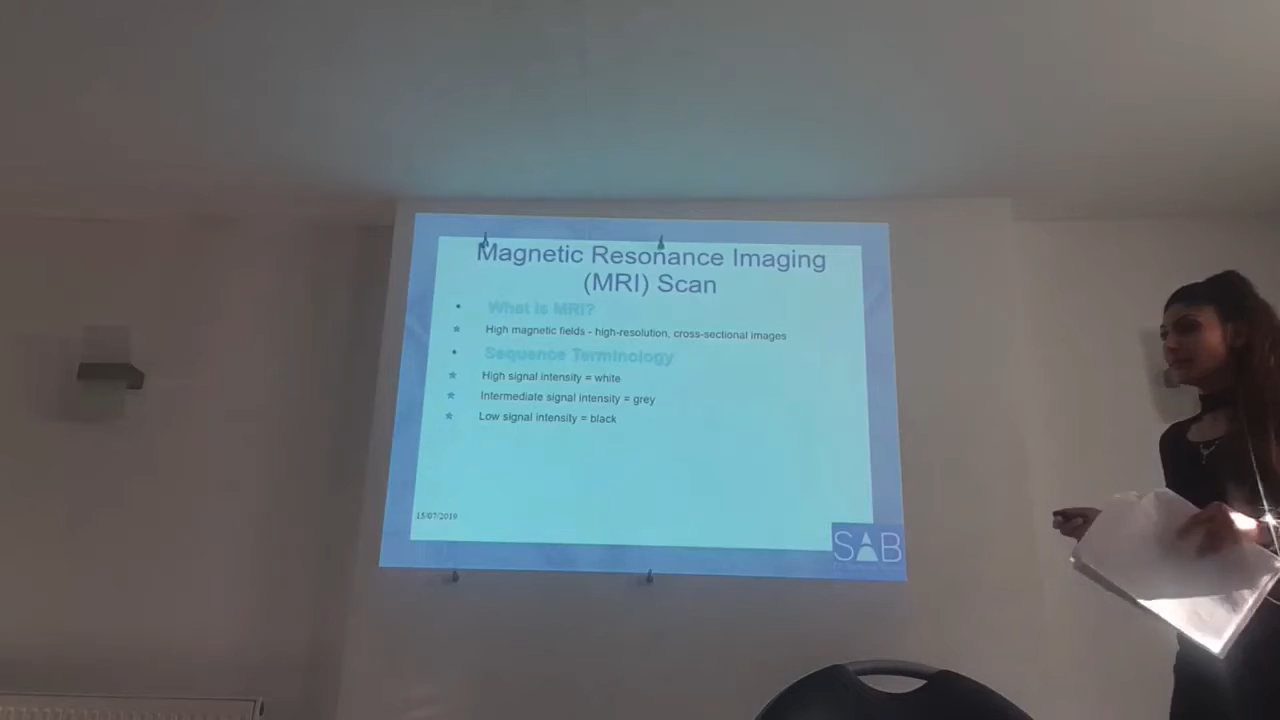 Magnetic Resonance Imaging
(MRI) Scan
• What is MRI?
* High magnetic fields - high-resolution, cross-sectional images
• Sequence Terminology
* High signal intensity = white
* Intermediate signal intensity = grey
* Low signal intensity = black
15/07/2019
SAB